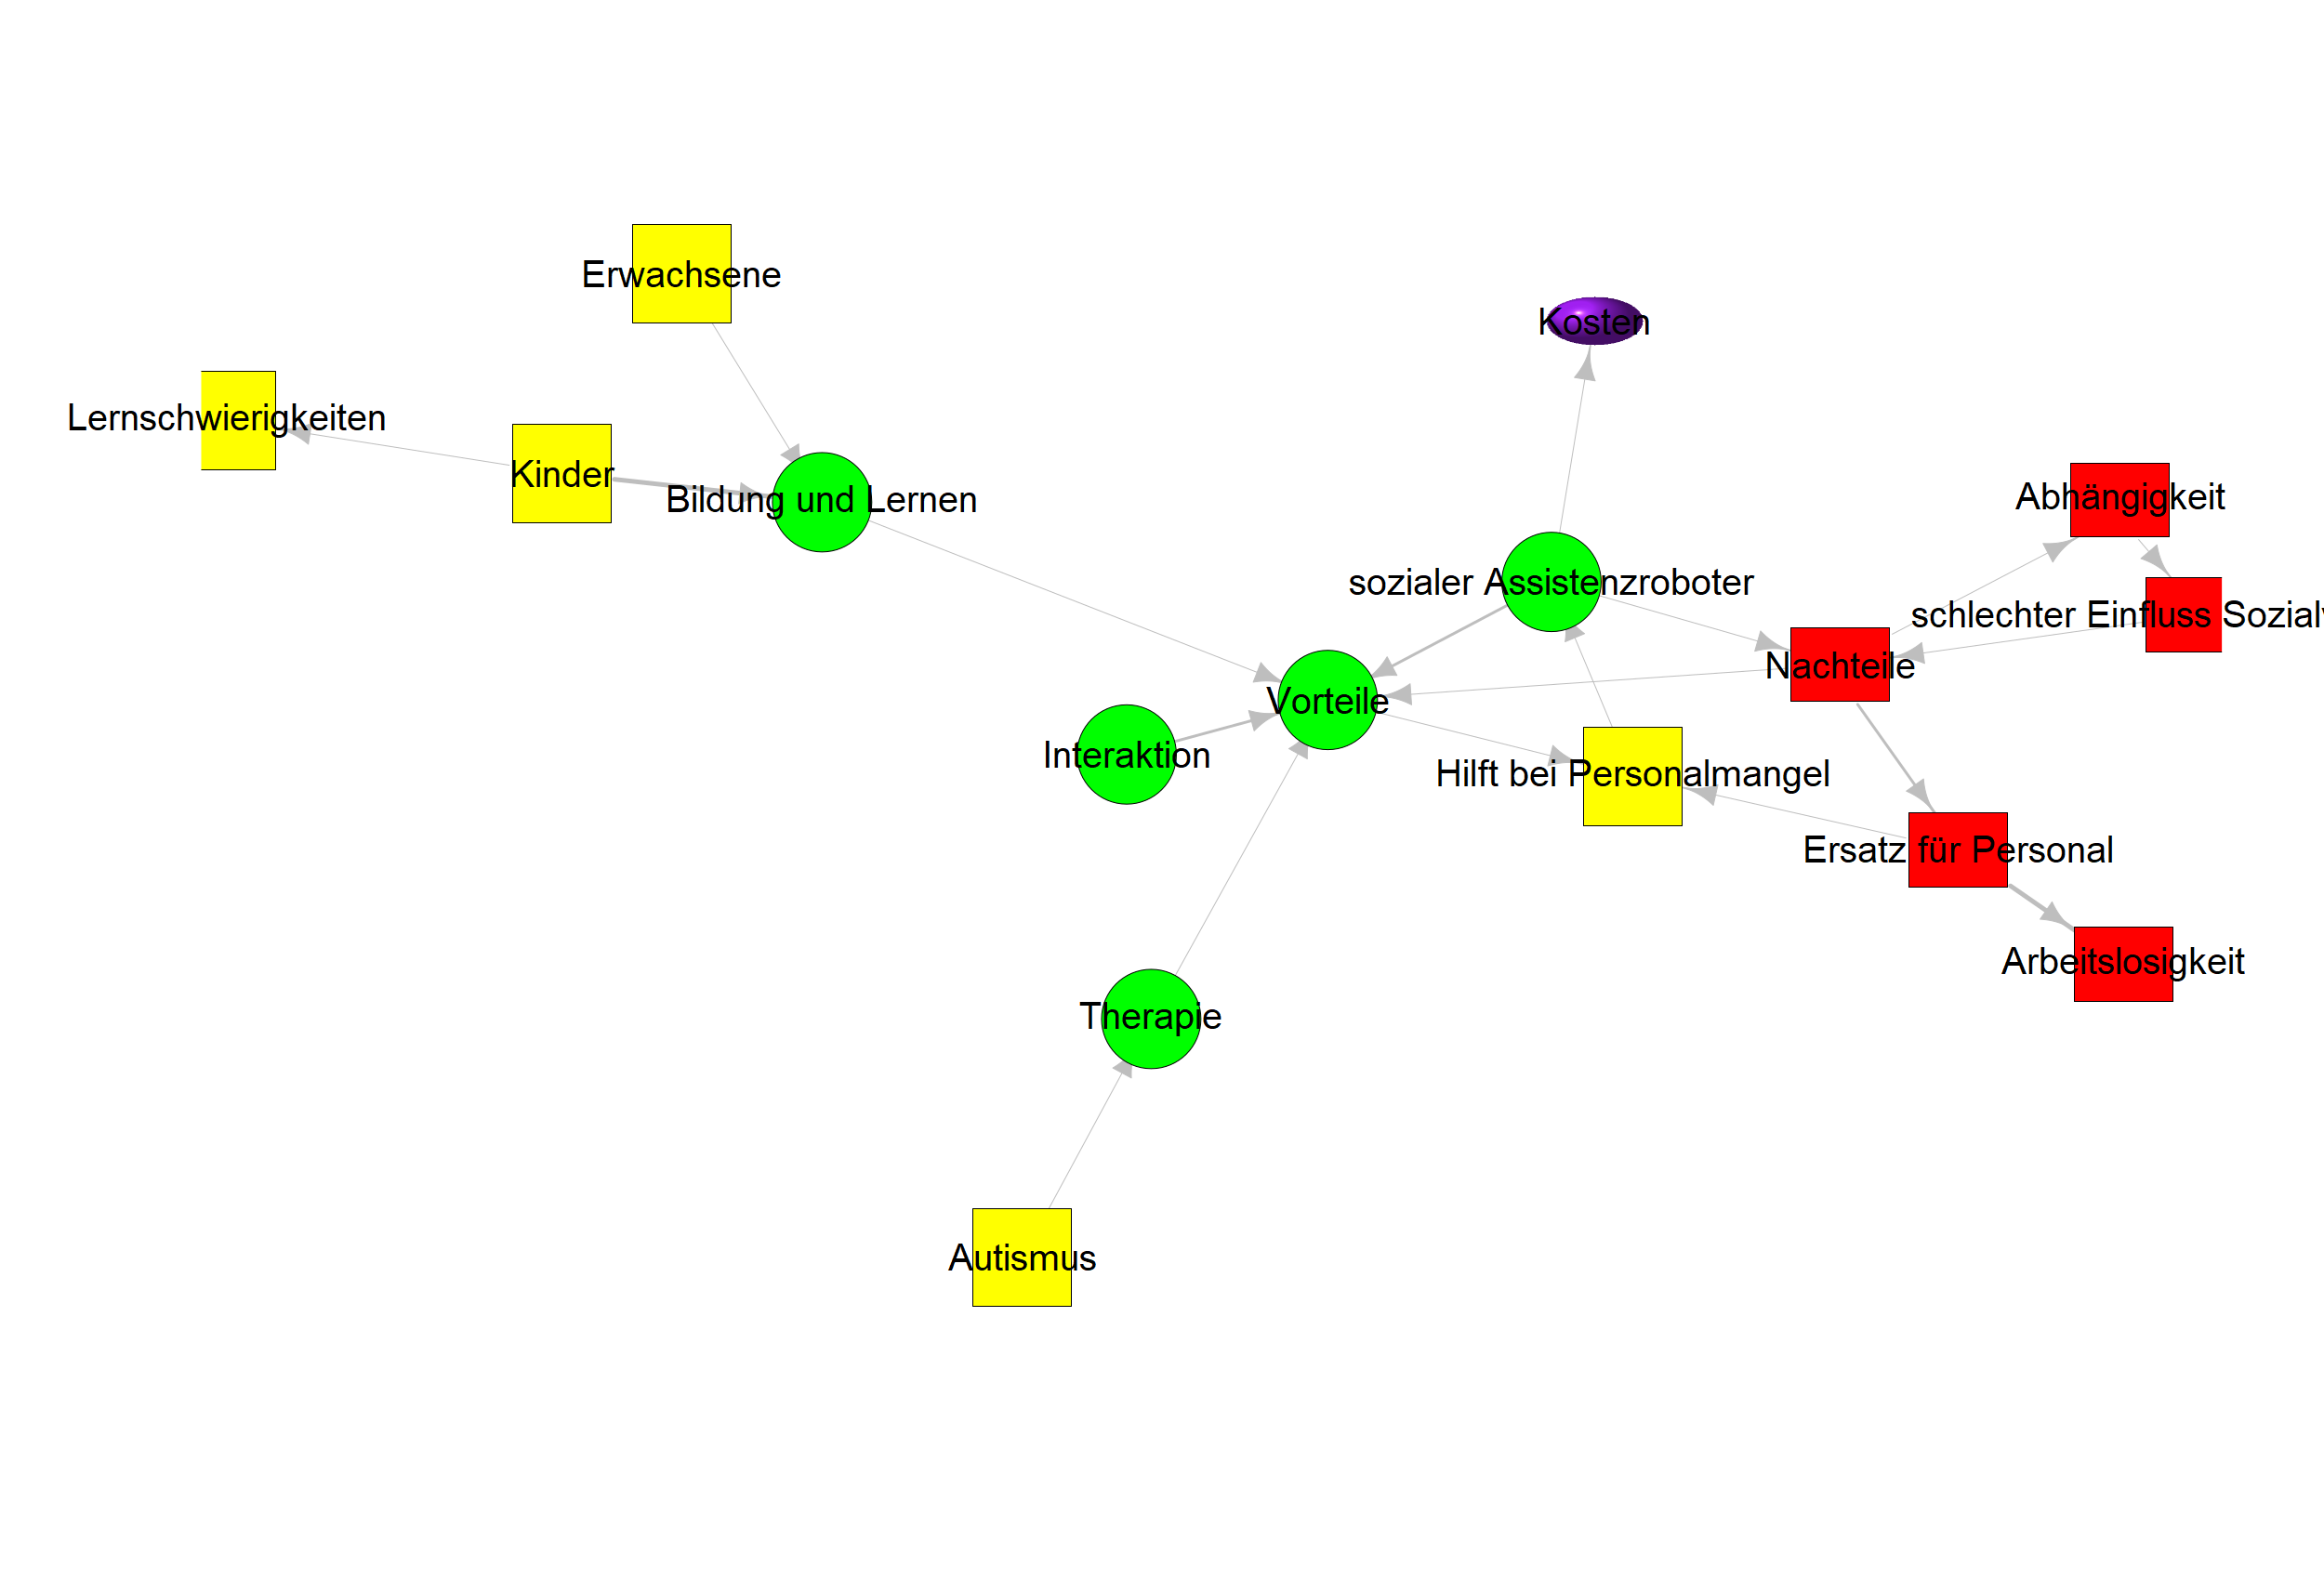 Erwachsene
Kosten
Lernschwierigkeiten
Kinder
Bildung und Lernen
Abhängigkeit
sozialer Assistenzroboter
schlechter Einfluss
Nachteile
Vorteile
Interaktion
Hilft bei Personalmangel
Ersatz für Personal
Arbeitslosigkeit
Therapie
Autismus